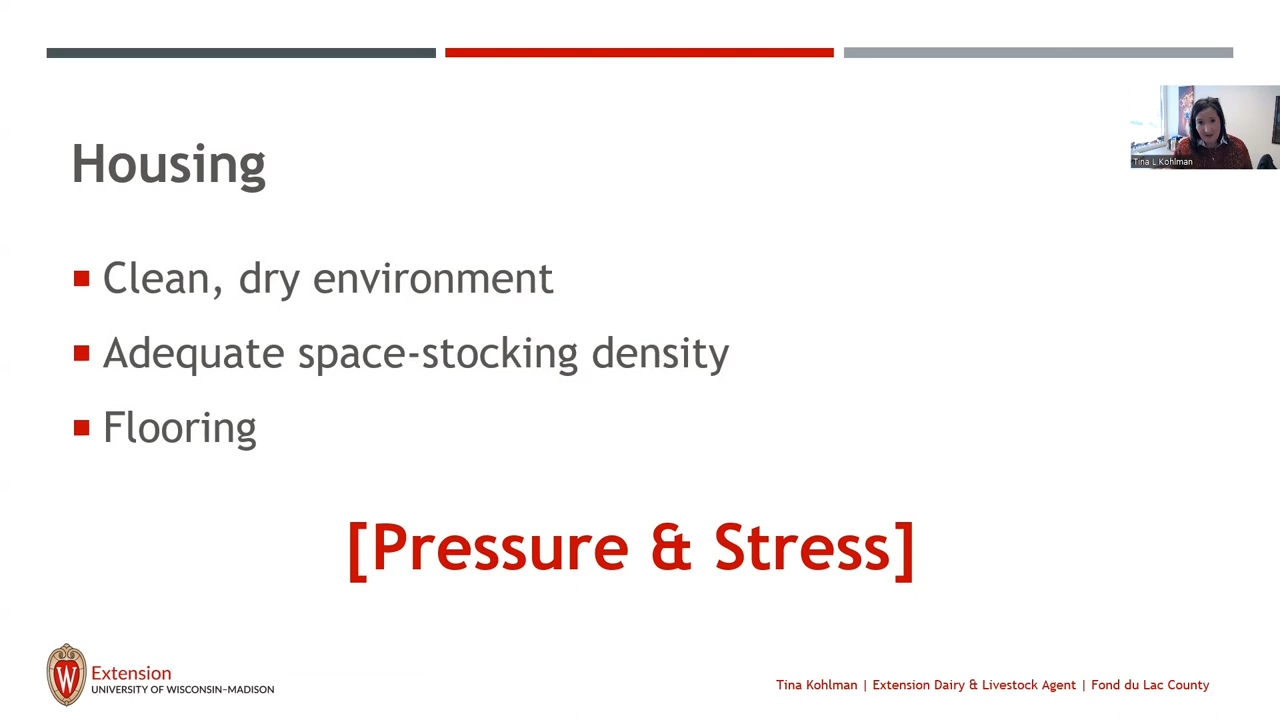 Tina L Kohlman
Housing
Clean, dry environment
Adequate space-stocking density
Flooring
[Pressure & Stress]
W
Extension
UNIVERSITY OF WISCONSIN–MADISON
Tina Kohlman | Extension Dairy & Livestock Agent | Fond du Lac County